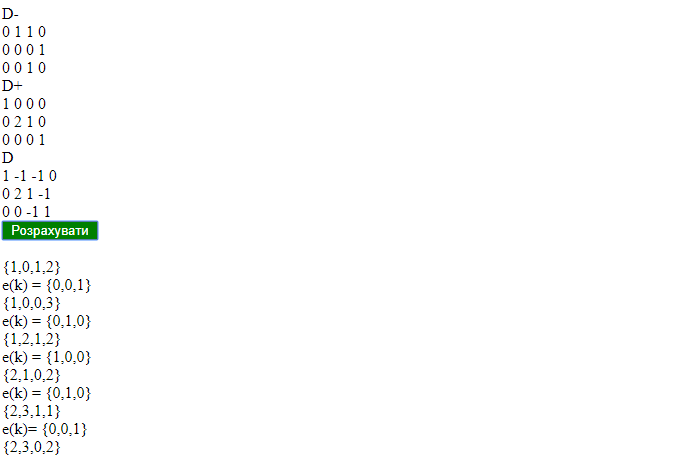 D-
0 1 1 0
0 0 0 1
0 0 1 0
D+
1 0 0 0
0 2 1 0
0 0 0 1
D
1 -1 -1 0
0 2 1 -1
0 0 -1 1
Розрахувати
{1,0,1,2}
e(k) = {0,0,1}
{1,0,0,3}
e(k) = {0,1,0}
{1,2,1,2}
e(k) = {1,0,0}
{2,1,0,2}
e(k) = {0,1,0}
{2,3,1,1}
e(k)= {0,0,1}
{2,3,0,2}